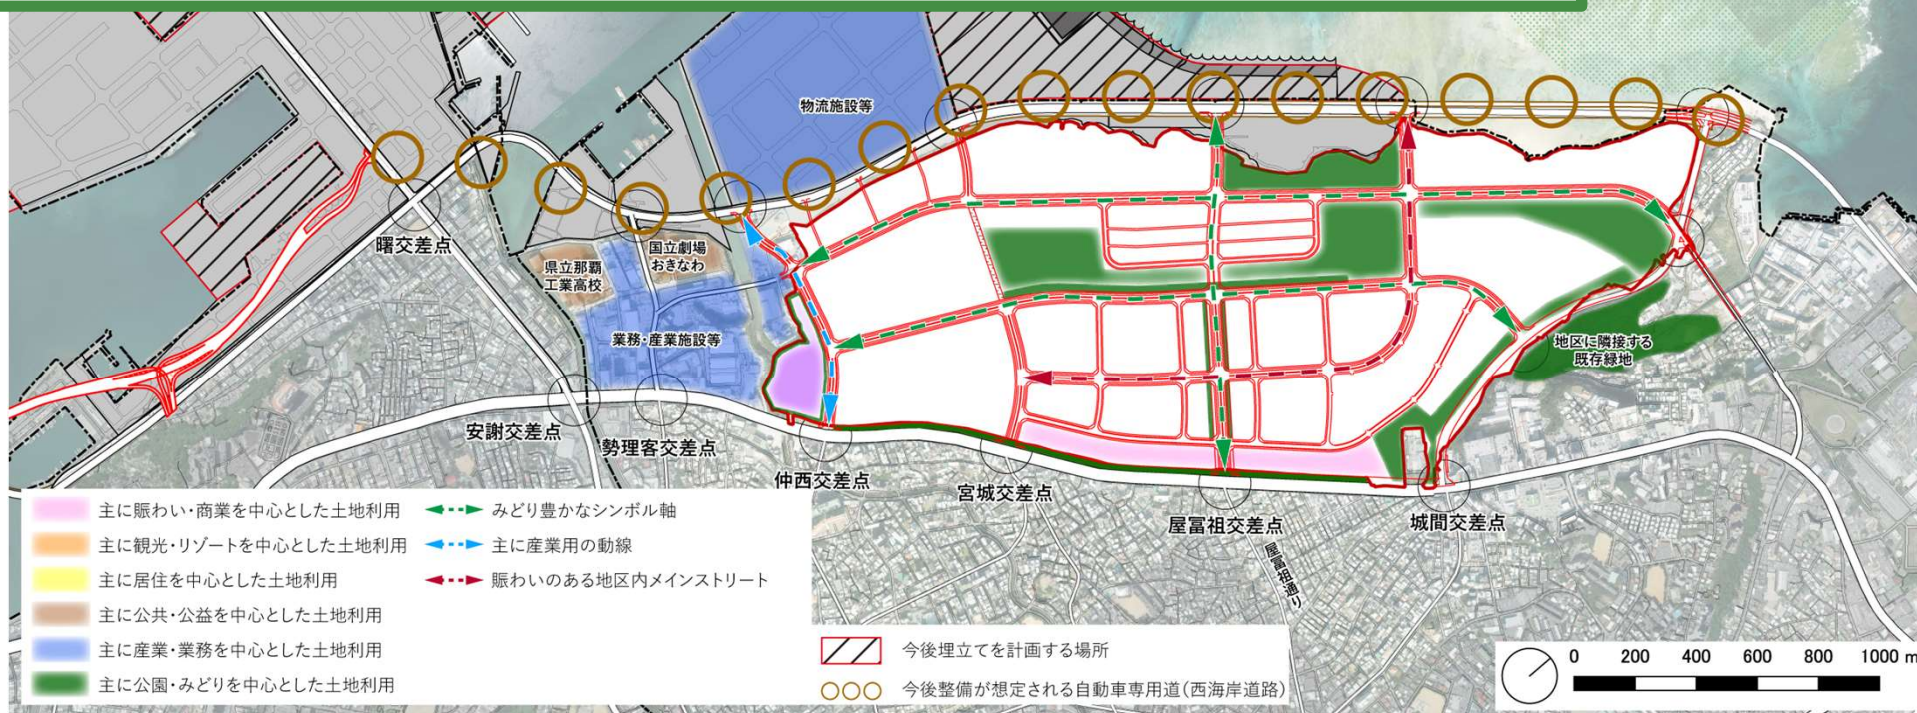 物流施設等
曙交差点
県立那覇
工業高校
国立劇場
おきなわ
業務・産業施設等
地区に隣接する
既存緑地
安謝交差点
勢理客交差点
仲西交差点
宮城交差点
屋富祖交差点
城間交差点
屋富祖通り
主に賑わい・商業を中心とした土地利用
主に観光・リゾートを中心とした土地利用
主に居住を中心とした土地利用
主に公共・公益を中心とした土地利用
主に産業・業務を中心とした土地利用
主に公園・みどりを中心とした土地利用
みどり豊かなシンボル軸
主に産業用の動線
賑わいのある地区内メインストリート
今後埋立てを計画する場所
今後整備が想定される自動車専用道(西海岸道路)
0 200 400 600 800 1000 m